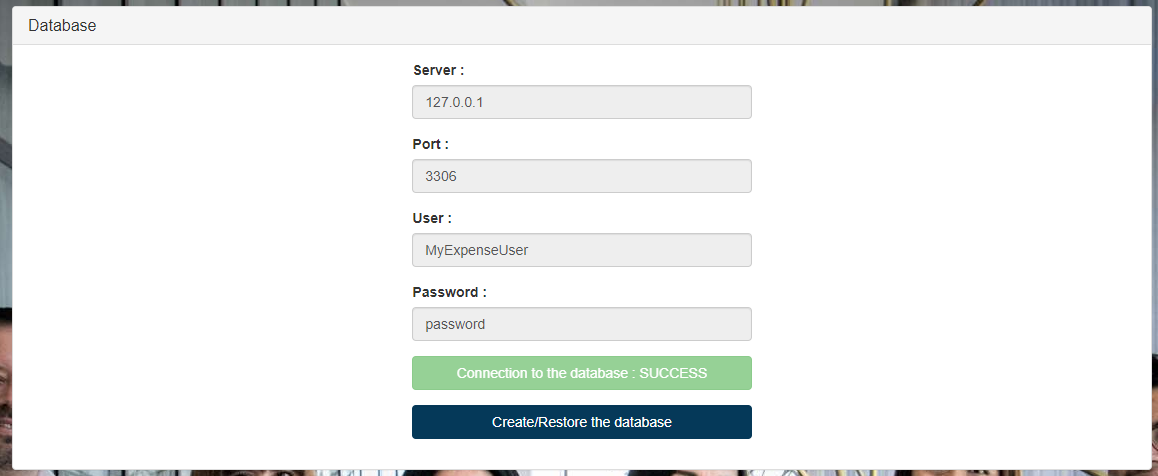 Database
Server :
127.0.0.1
Port :
3306
User :
MyExpenseUser
Password :
password
Connection to the database : SUCCESS
Create/Restore the database